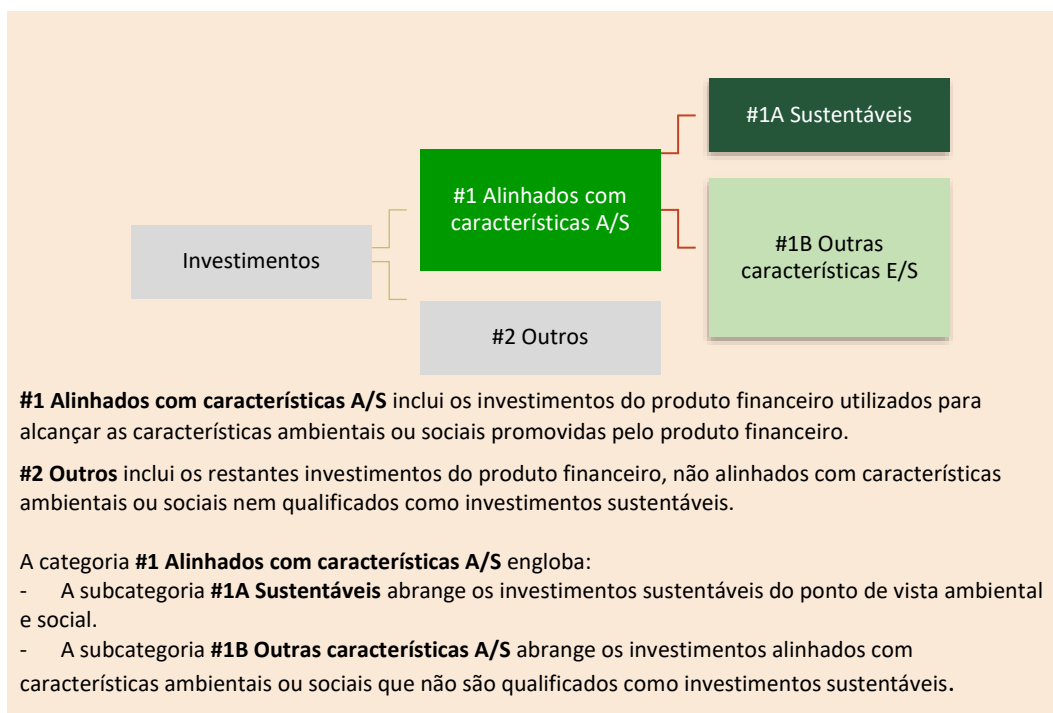 #1A Sustentáveis
#1 Alinhados com
características A/S
#1B Outras
características E/S
Investimentos
#2 Outros
#1 Alinhados com características A/S inclui os investimentos do produto financeiro utilizados para
alcançar as características ambientais ou sociais promovidas pelo produto financeiro.
#2 Outros inclui os restantes investimentos do produto financeiro, não alinhados com características
ambientais ou sociais nem qualificados como investimentos sustentáveis.
A categoria #1 Alinhados com características A/S engloba:
- A subcategoria #1A Sustentáveis abrange os investimentos sustentáveis do ponto de vista ambiental
e social.
- A subcategoria #1B Outras características A/S abrange os investimentos alinhados com
características ambientais ou sociais que não são qualificados como investimentos sustentáveis.